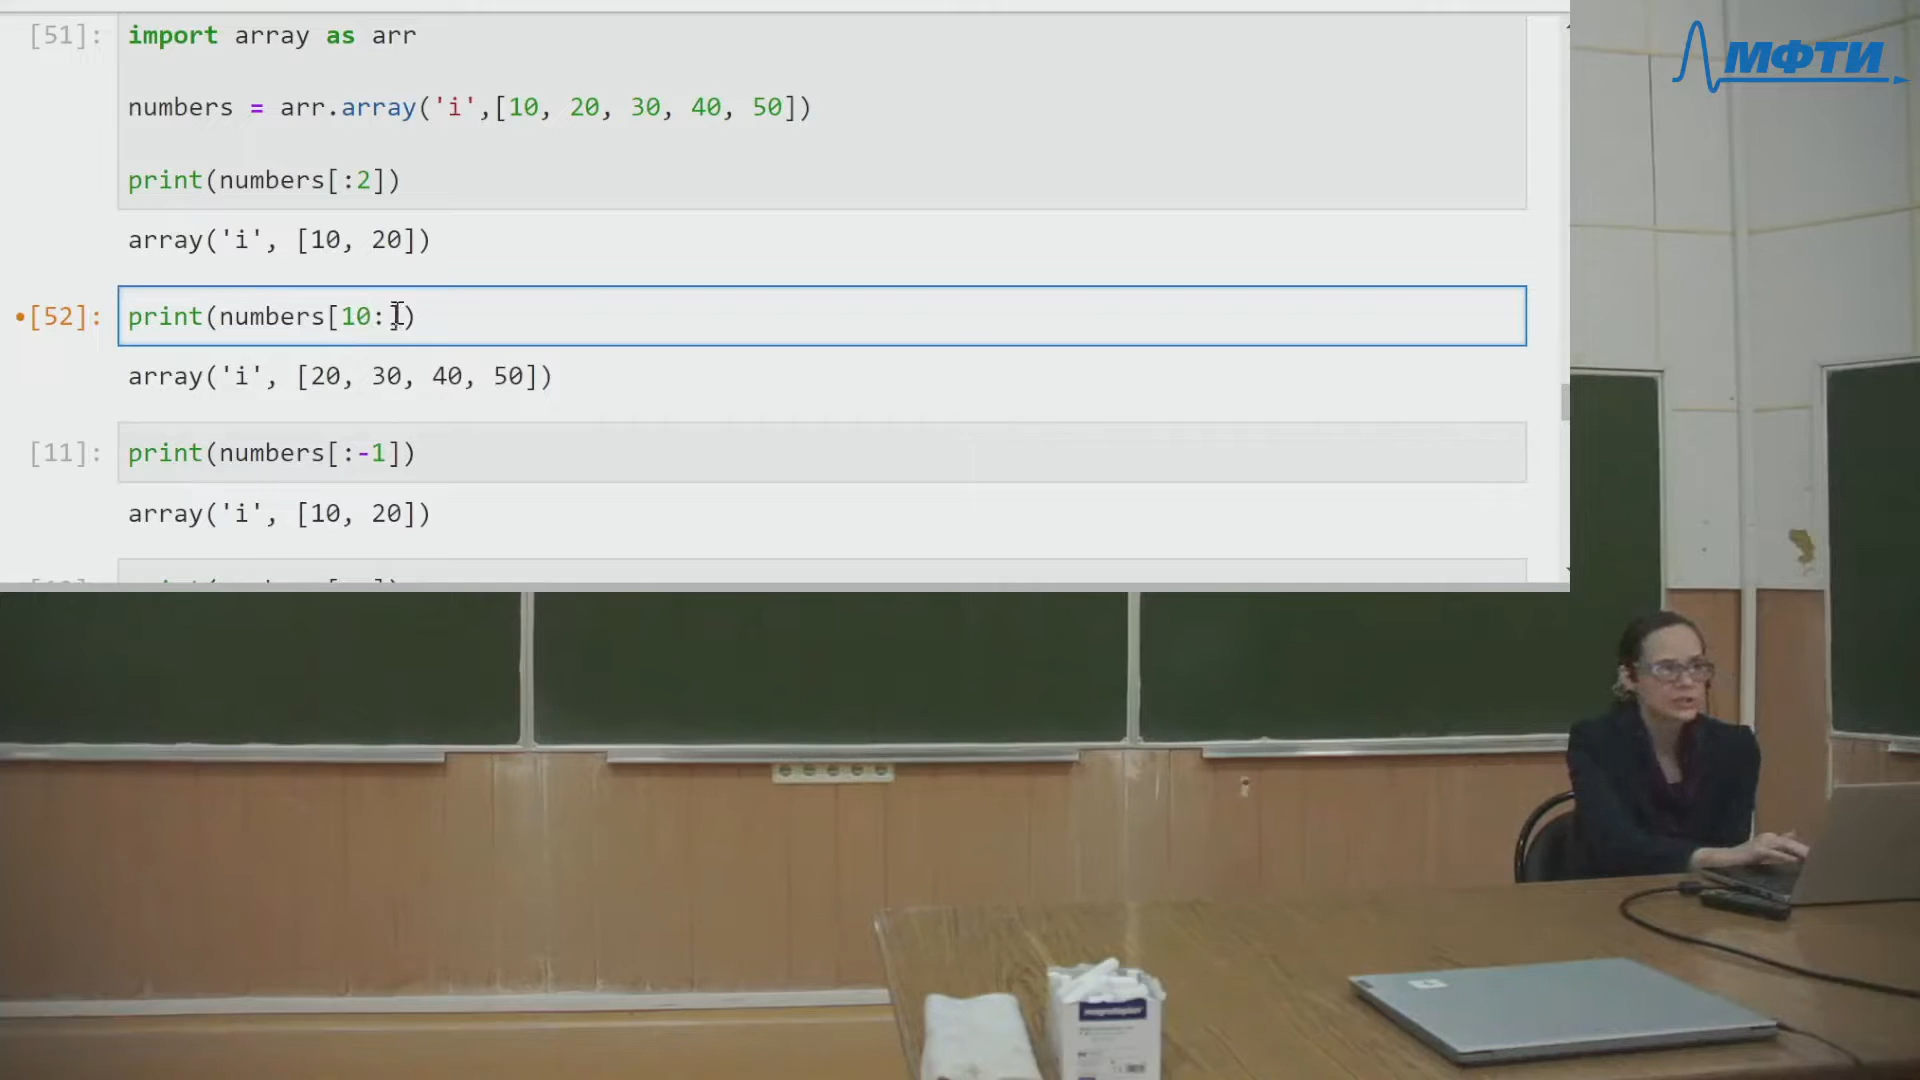 [51]:
import array as arr
numbers = arr.array('i',[10, 20, 30, 40, 50])
print(numbers[:2])
array('i', [10, 20])
•[52]:
print(numbers[10:])
array('i', [20, 30, 40, 50])
[11]:
print(numbers[:-1])
array('i', [10, 20])
МФТИ